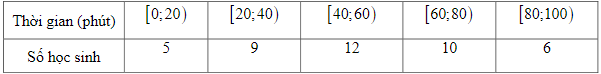 Thời gian (phút) [0;20) [20;40) [40;60) [60;80) [80;100)
Số học sinh 5 9 12 10 6